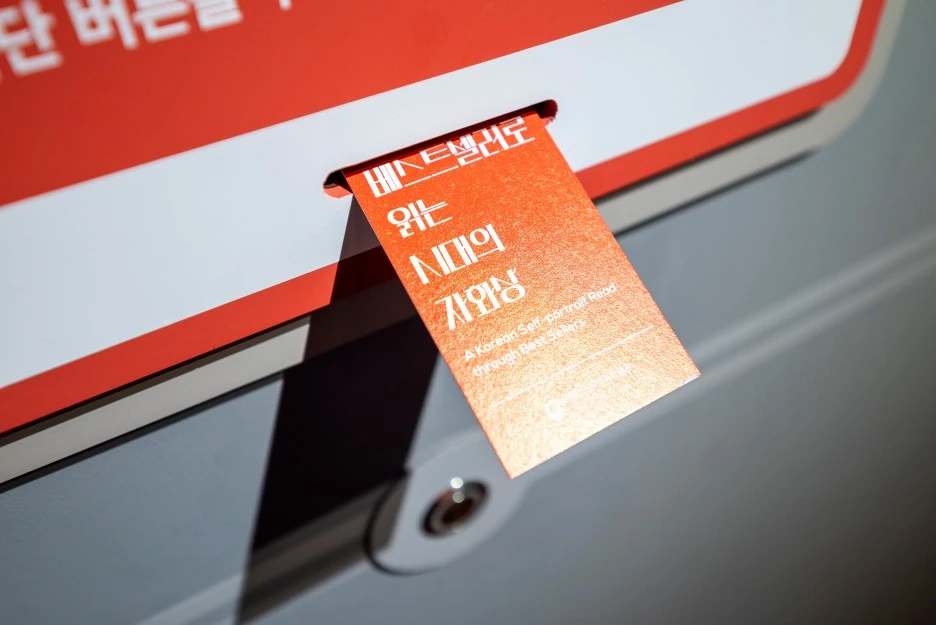 단 버튼을
베스트셀러로
읽는
시대의
자화상
A Korean Self-portrait Read
through Best Sellers